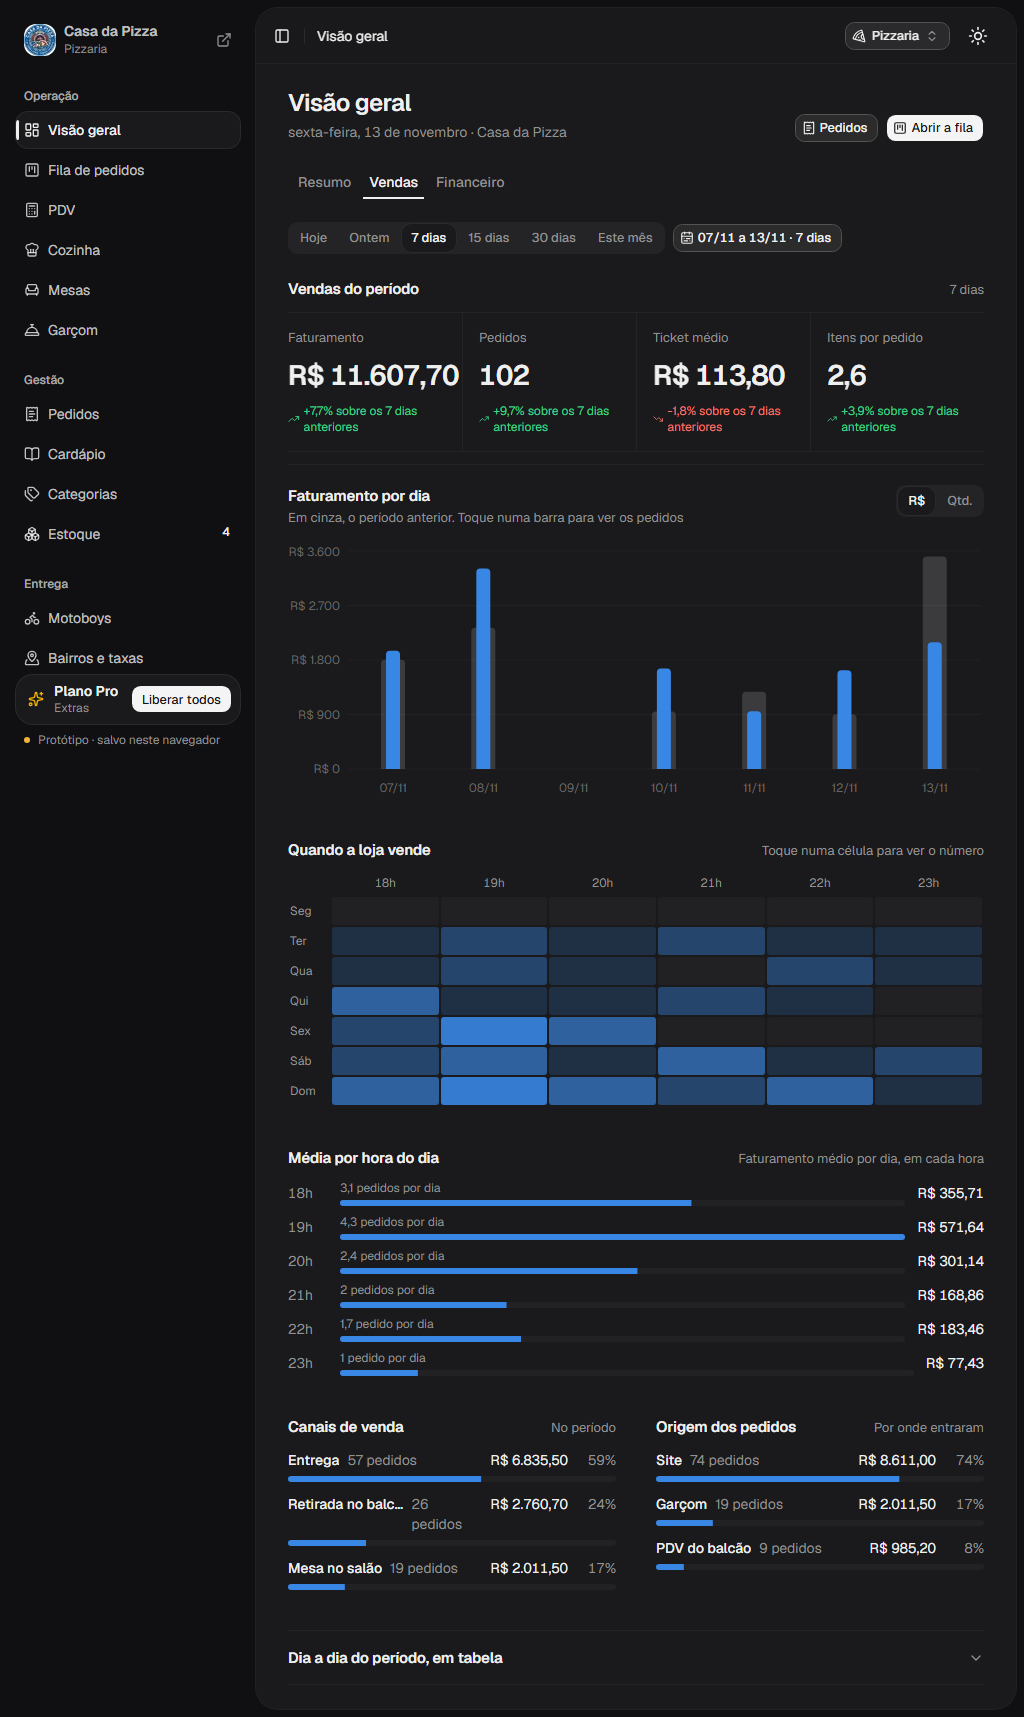 Casa da Pizza
Pizzaria
Operação
Visão geral
Fila de pedidos
PDV
Cozinha
Mesas
Garçom
Gestão
Pedidos
Cardápio
Categorias
Estoque 4
Entrega
Motoboys
Bairros e taxas
Plano Pro
Extras
Liberar todos
Protótipo · salvo neste navegador
Visão geral
Pizzaria
Visão geral
sexta-feira, 13 de novembro · Casa da Pizza
Pedidos
Abrir a fila
Resumo Vendas Financeiro
Hoje Ontem 7 dias 15 dias 30 dias Este mês
07/11 a 13/11 · 7 dias
Vendas do período 7 dias
Faturamento
R$ 11.607,70
+7,7% sobre os 7 dias
anteriores
Pedidos
102
+9,7% sobre os 7 dias
anteriores
Ticket médio
R$ 113,80
-1,8% sobre os 7 dias
anteriores
Itens por pedido
2,6
+3,9% sobre os 7 dias
anteriores
Faturamento por dia
Em cinza, o período anterior. Toque numa barra para ver os pedidos
R$ Qtd.
R$ 3.600
R$ 2.700
R$ 1.800
R$ 900
R$ 0
07/11 08/11 09/11 10/11 11/11 12/11 13/11
Quando a loja vende Toque numa célula para ver o número
18h 19h 20h 21h 22h 23h
Seg
Ter
Qua
Qui
Sex
Sáb
Dom
Média por hora do dia Faturamento médio por dia, em cada hora
18h 3,1 pedidos por dia R$ 355,71
19h 4,3 pedidos por dia R$ 571,64
20h 2,4 pedidos por dia R$ 301,14
21h 2 pedidos por dia R$ 168,86
22h 1,7 pedido por dia R$ 183,46
23h 1 pedido por dia R$ 77,43
Canais de venda No período
Entrega 57 pedidos R$ 6.835,50 59%
Retirada no balc... 26 pedidos R$ 2.760,70 24%
Mesa no salão 19 pedidos R$ 2.011,50 17%
Origem dos pedidos Por onde entraram
Site 74 pedidos R$ 8.611,00 74%
Garçom 19 pedidos R$ 2.011,50 17%
PDV do balcão 9 pedidos R$ 985,20 8%
Dia a dia do período, em tabela